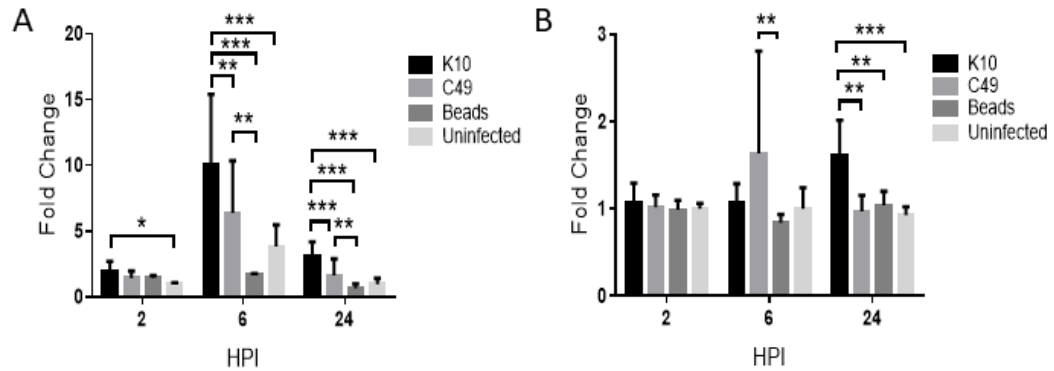 A
Fold Change
20
15
10
5
0
***
***
**
**
*
***
***
***
**
2
6
24
HPI
K10
C49
Beads
Uninfected
B
Fold Change
3
2
1
0
**
***
**
**
2
6
24
HPI
K10
C49
Beads
Uninfected